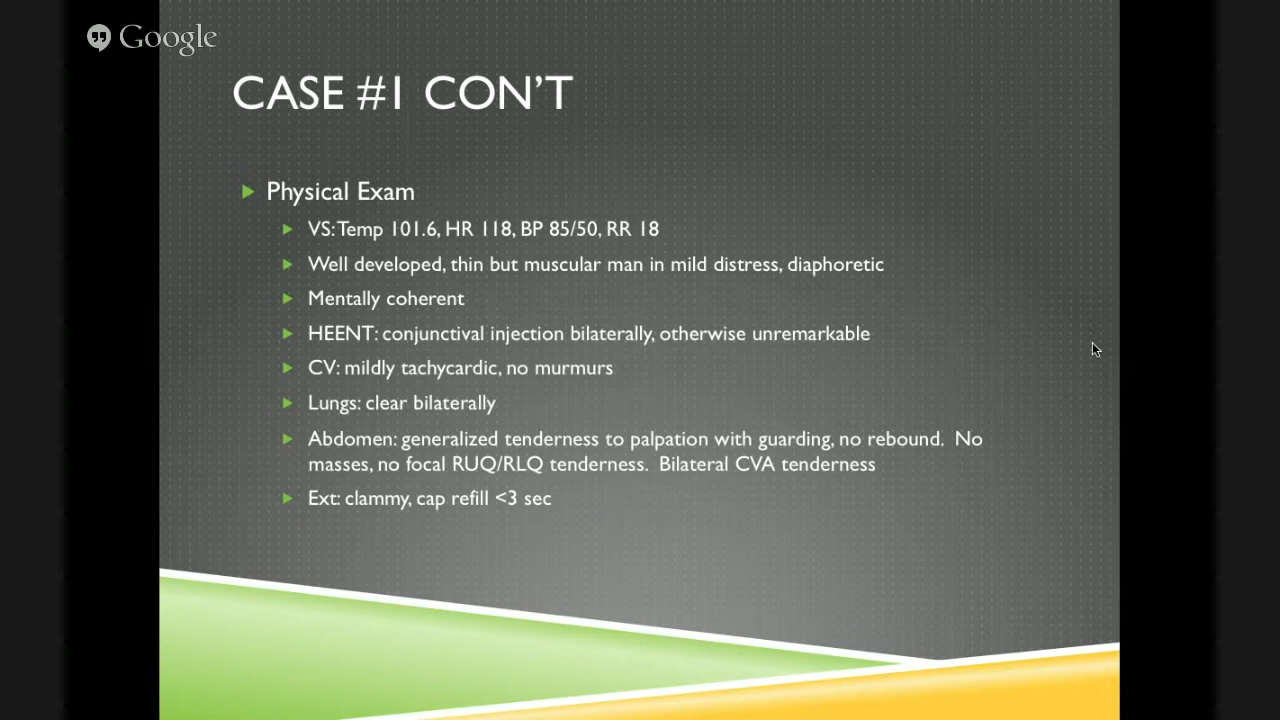 Google
CASE #1 CON’T
Physical Exam
VS: Temp 101.6, HR 118, BP 85/50, RR 18
Well developed, thin but muscular man in mild distress, diaphoretic
Mentally coherent
HEENT: conjunctival injection bilaterally, otherwise unremarkable
CV: mildly tachycardic, no murmurs
Lungs: clear bilaterally
Abdomen: generalized tenderness to palpation with guarding, no rebound.  No
masses, no focal RUQ/RLQ tenderness.  Bilateral CVA tenderness
Ext: clammy, cap refill <3 sec